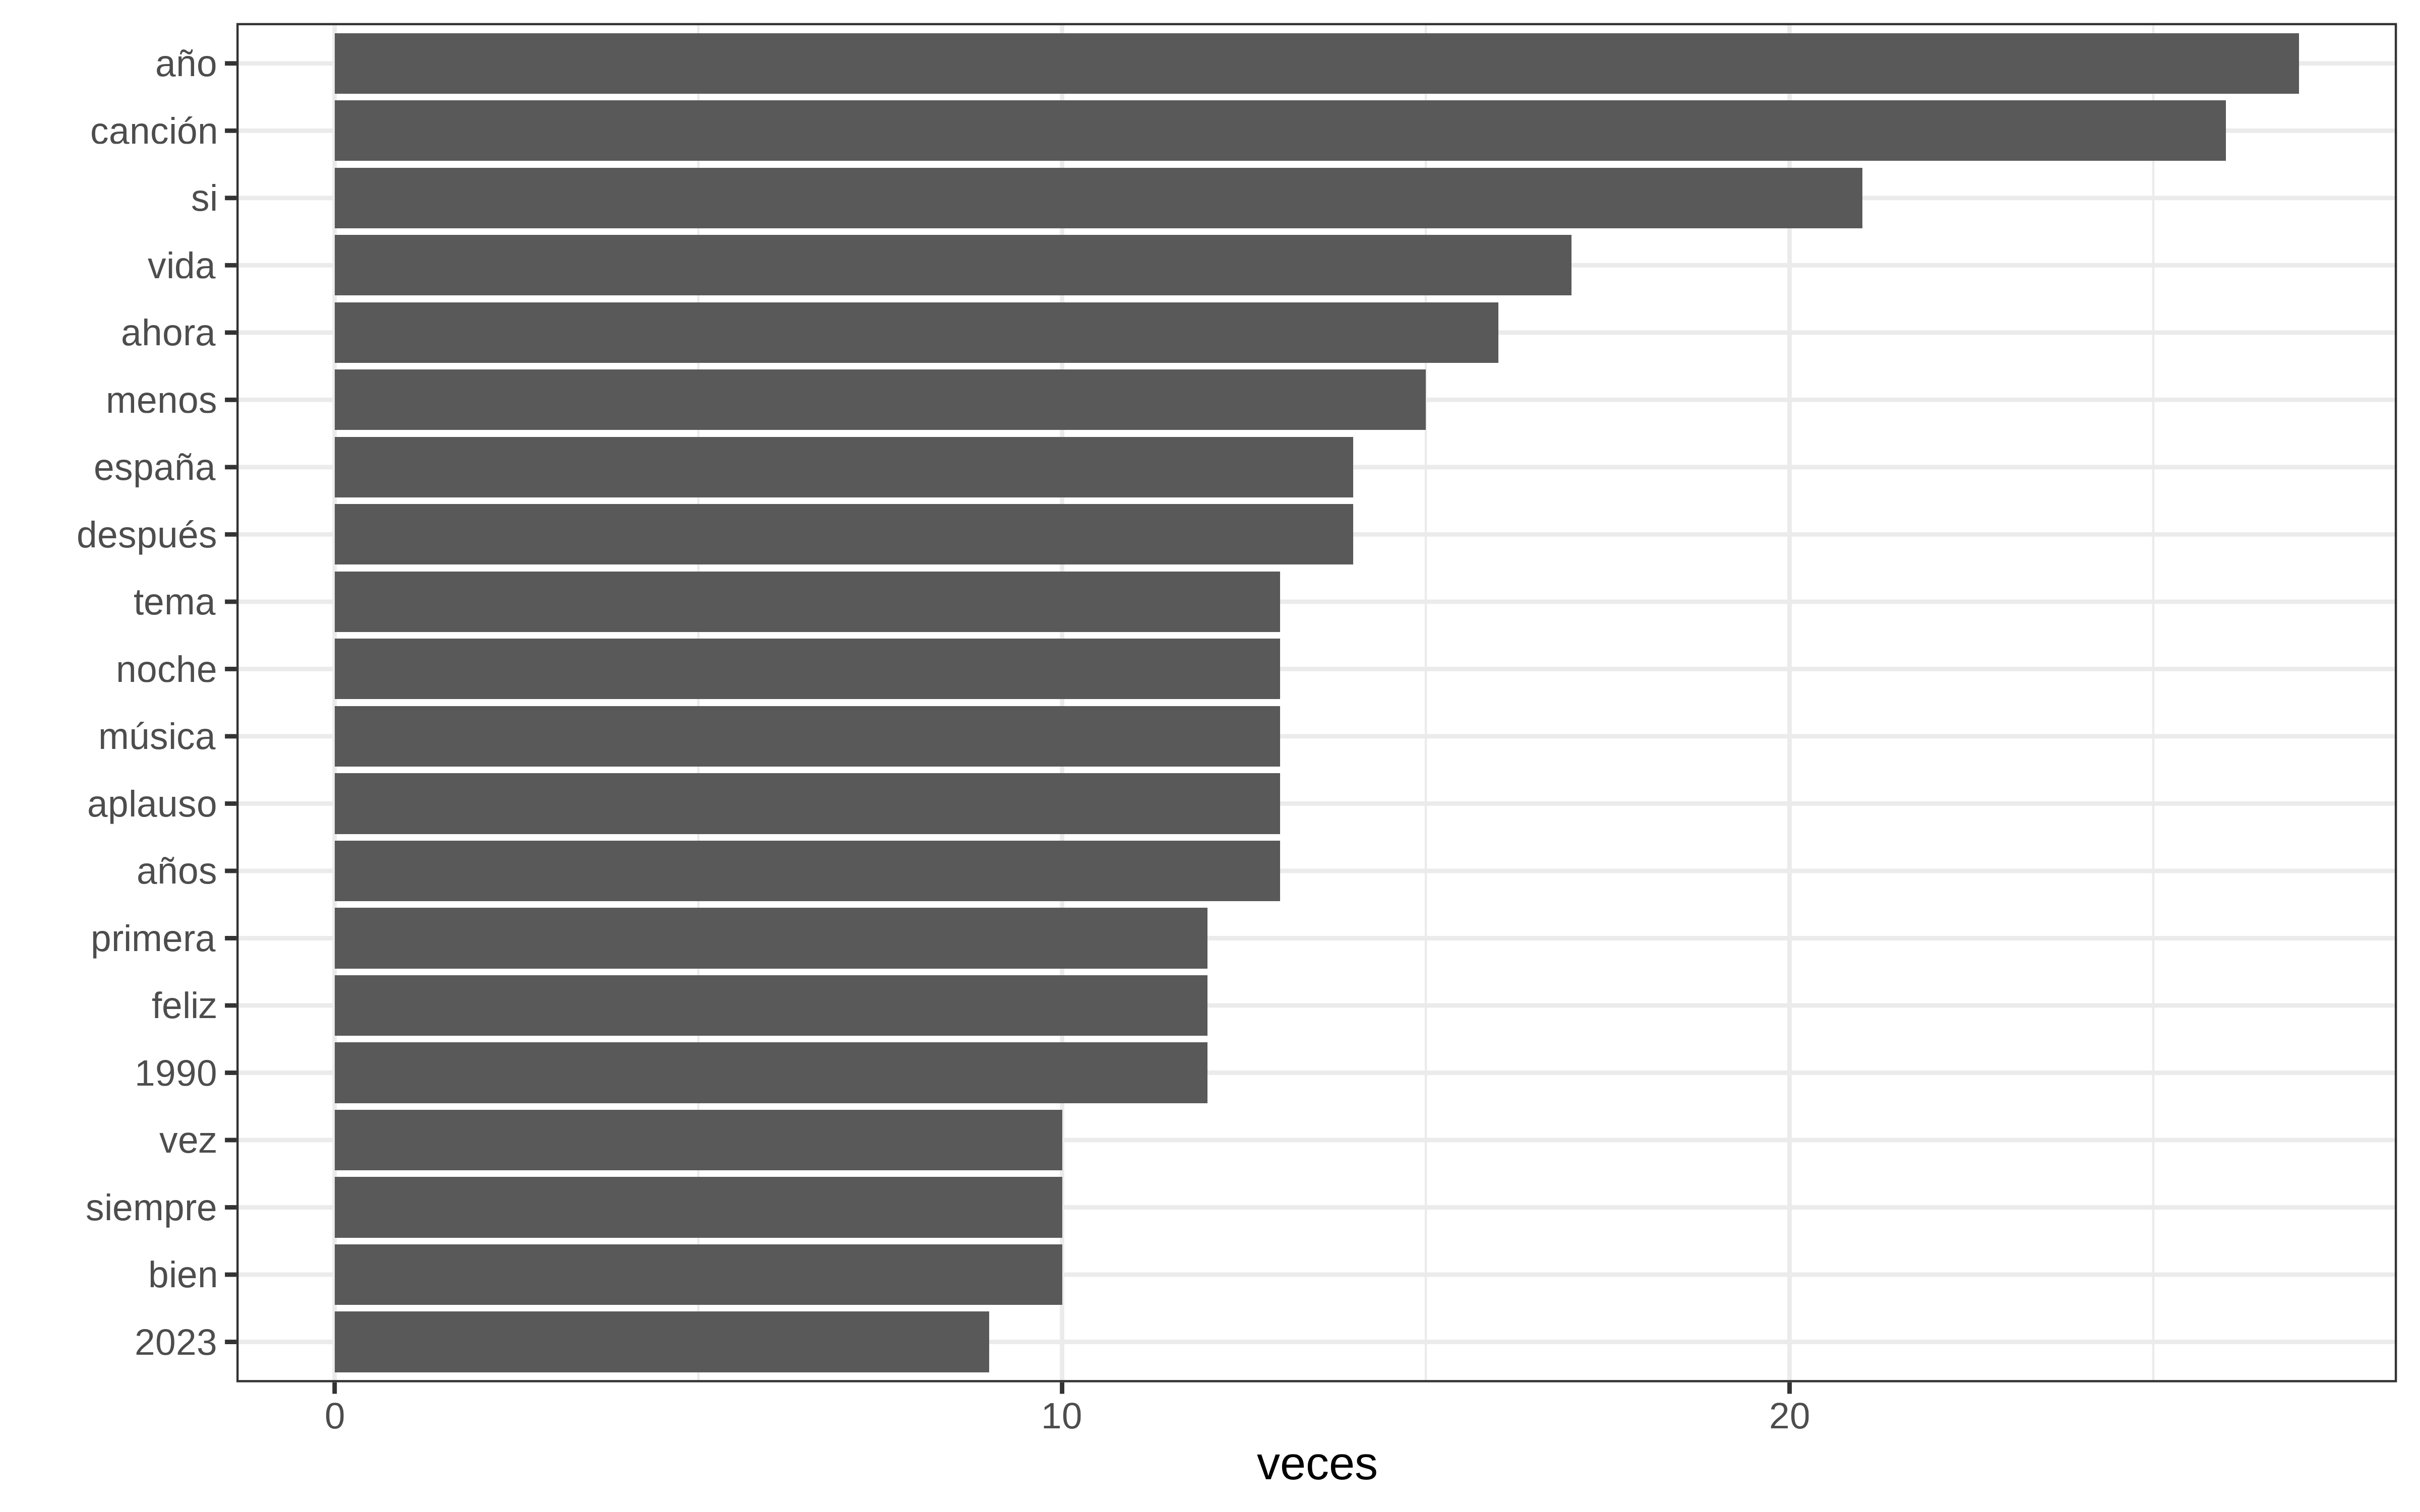 año
canción
si
vida
ahora
menos
españa
después
tema
noche
música
aplauso
años
primera
feliz
1990
vez
siempre
bien
2023
0 10 20
veces